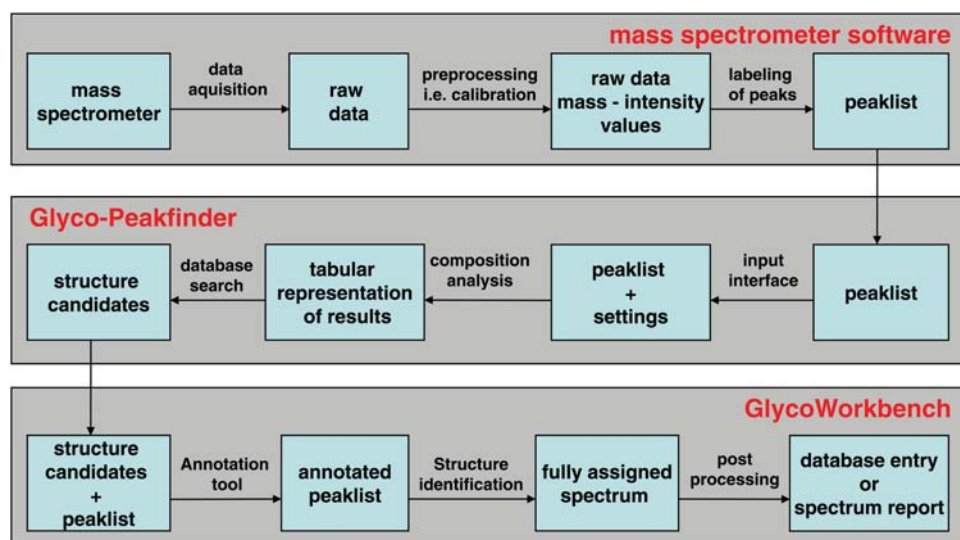 mass spectrometer software
mass
spectrometer
data
aquisition
raw
data
preprocessing
i.e. calibration
raw data
mass - intensity
values
labeling
of peaks
peaklist
Glyco-Peakfinder
structure
candidates
database
search
tabular
representation
of results
composition
analysis
peaklist
+
settings
input
interface
peaklist
GlycoWorkbench
structure
candidates
+
peaklist
Annotation
tool
annotated
peaklist
Structure
identification
fully assigned
spectrum
post
processing
database entry
or
spectrum report